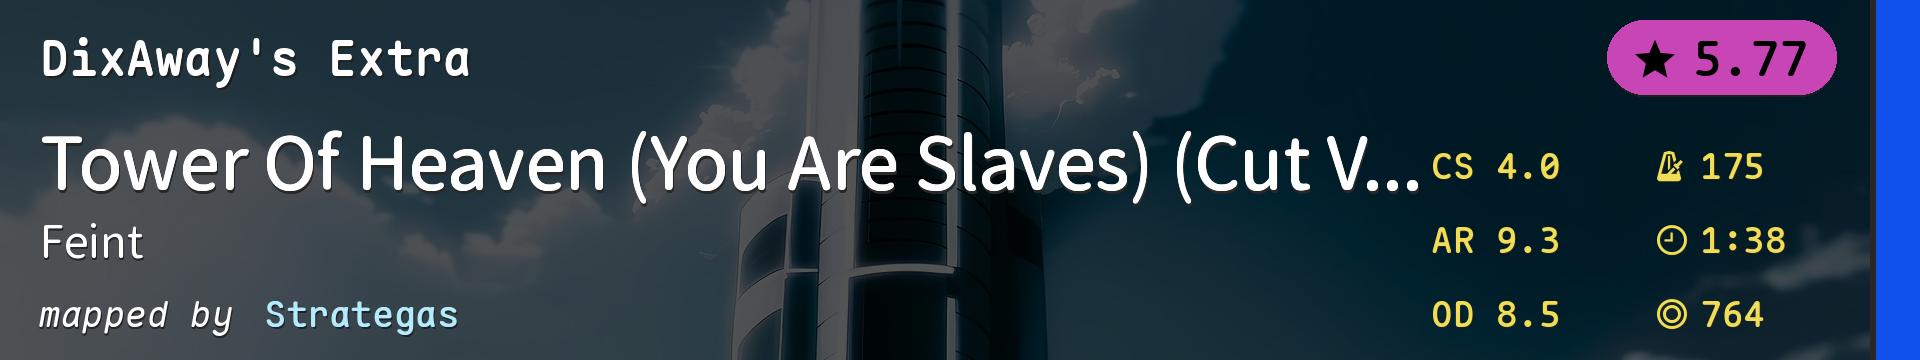 DixAway's Extra
★ 5.77
Tower Of Heaven (You Are Slaves) (Cut V...
Feint
mapped by Strategas
CS 4.0 175
AR 9.3 1:38
OD 8.5 764